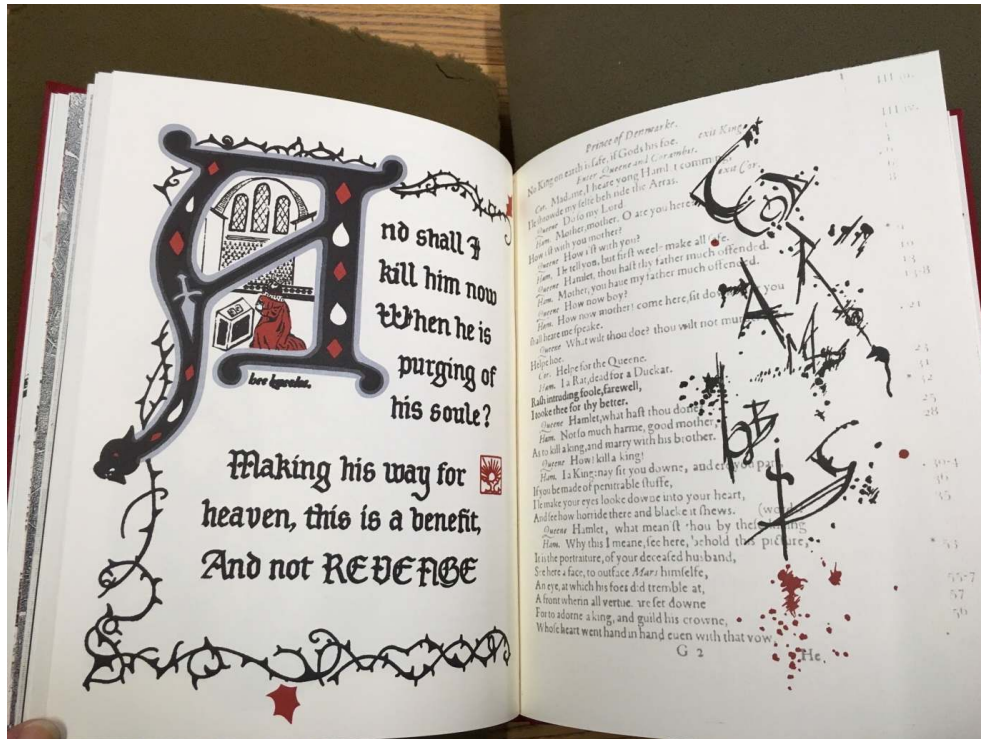 And shall I
kill him now
When he is
purging of
his soule?
hee kneeles.
Making his way for
heaven, this is a benefit,
And not REVENGE
Prince of Denmarke.
No King on earth is ſafe, if Gods his foe. exit King.
Enter Queene and Corambis.
Cor. Madame, I heare yong Hamlet comming,
I'le ſhrowde my ſelfe behinde the Arras. exit Cor.
Queene Do ſo my Lord.
Ham. Mother, mother, O are you here?
How i'ſt with you mother?
Queene How i'ſt with you?
Ham. I'le tell you, but firſt weele make all ſafe.
Queene Hamlet, thou haſt thy father much offended.
Ham. Mother, you haue my father much offended.
Queene How now boy?
Ham. How now mother! come here, ſit downe, you
ſhall heare me ſpeake.
Queene What wilt thou doe? thou wilt not
Helpe hoe.
Cor. Helpe for the Queene.
Ham. I a Rat, dead for a Duckat.
Raſh intruding foole, farewell,
I tooke thee for thy better.
Queene Hamlet, what haſt thou done?
Ham. Not ſo much harme, good mother,
As to kill a king, and marry with his brother.
Queene How! kill a king!
Ham. I a King: nay ſit you downe, and ere you part,
If you be made of penitrable ſtuffe,
I'le make your eyes looke downe into your heart,
And ſee how horride there and blacke it ſhews. (words?
Queene Hamlet, what mean'ſt thou by theſe killing
Ham. Why this I meane, ſee here, behold this picture,
It is the portraiture, of your deceaſed husband,
See here a face, to outface Mars himſelfe,
An eye, at which his foes did tremble at,
A front wherin all vertues are ſet downe
For to adorne a king, and guild his crowne,
Whoſe heart went hand in hand euen with that vow,
G 2 He
CoRAMbiS